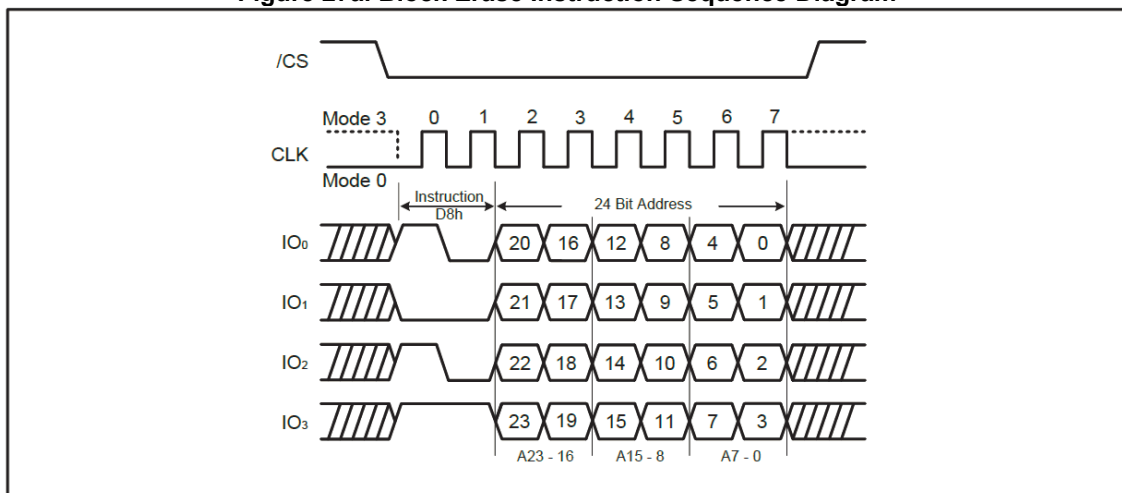 Figure 27a. Block Erase Instruction Sequence Diagram
/CS
Mode 3 0 1 2 3 4 5 6 7
CLK
Mode 0
Instruction 24 Bit Address
D8h
IO₀ 20 16 12 8 4 0
IO₁ 21 17 13 9 5 1
IO₂ 22 18 14 10 6 2
IO₃ 23 19 15 11 7 3
A23 - 16 A15 - 8 A7 - 0